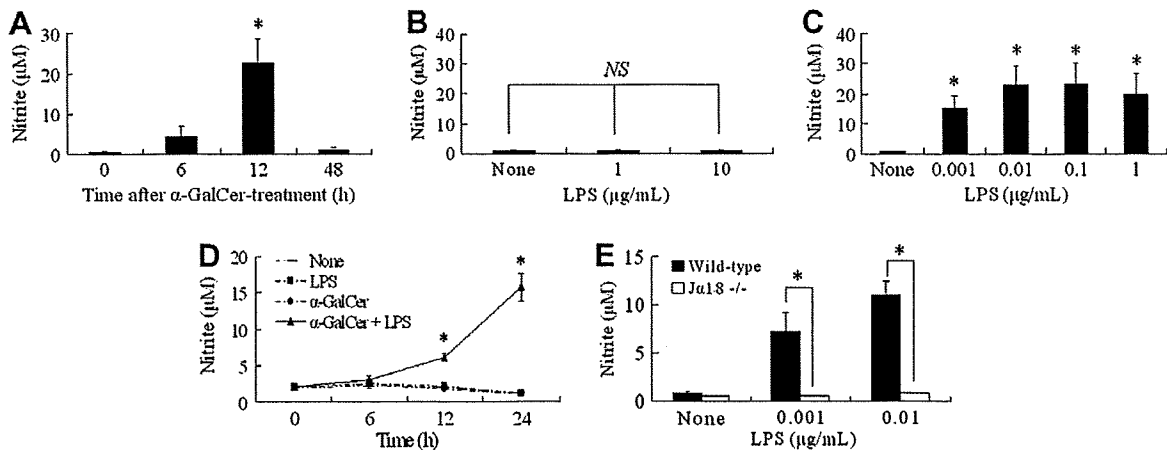 A
Nitrite (μM)
30
20
10
0
*
0 6 12 48
Time after α-GalCer-treatment (h)
B
Nitrite (μM)
40
30
20
10
0
NS
None 1 10
LPS (μg/mL)
C
Nitrite (μM)
40
30
20
10
0
* * * *
None 0.001 0.01 0.1 1
LPS (μg/mL)
D
Nitrite (μM)
20
15
10
5
0
None
LPS
α-GalCer
α-GalCer + LPS
* *
0 6 12 24
Time (h)
E
Nitrite (μM)
15
10
5
0
Wild-type
Jα18 -/-
* *
None 0.001 0.01
LPS (μg/mL)